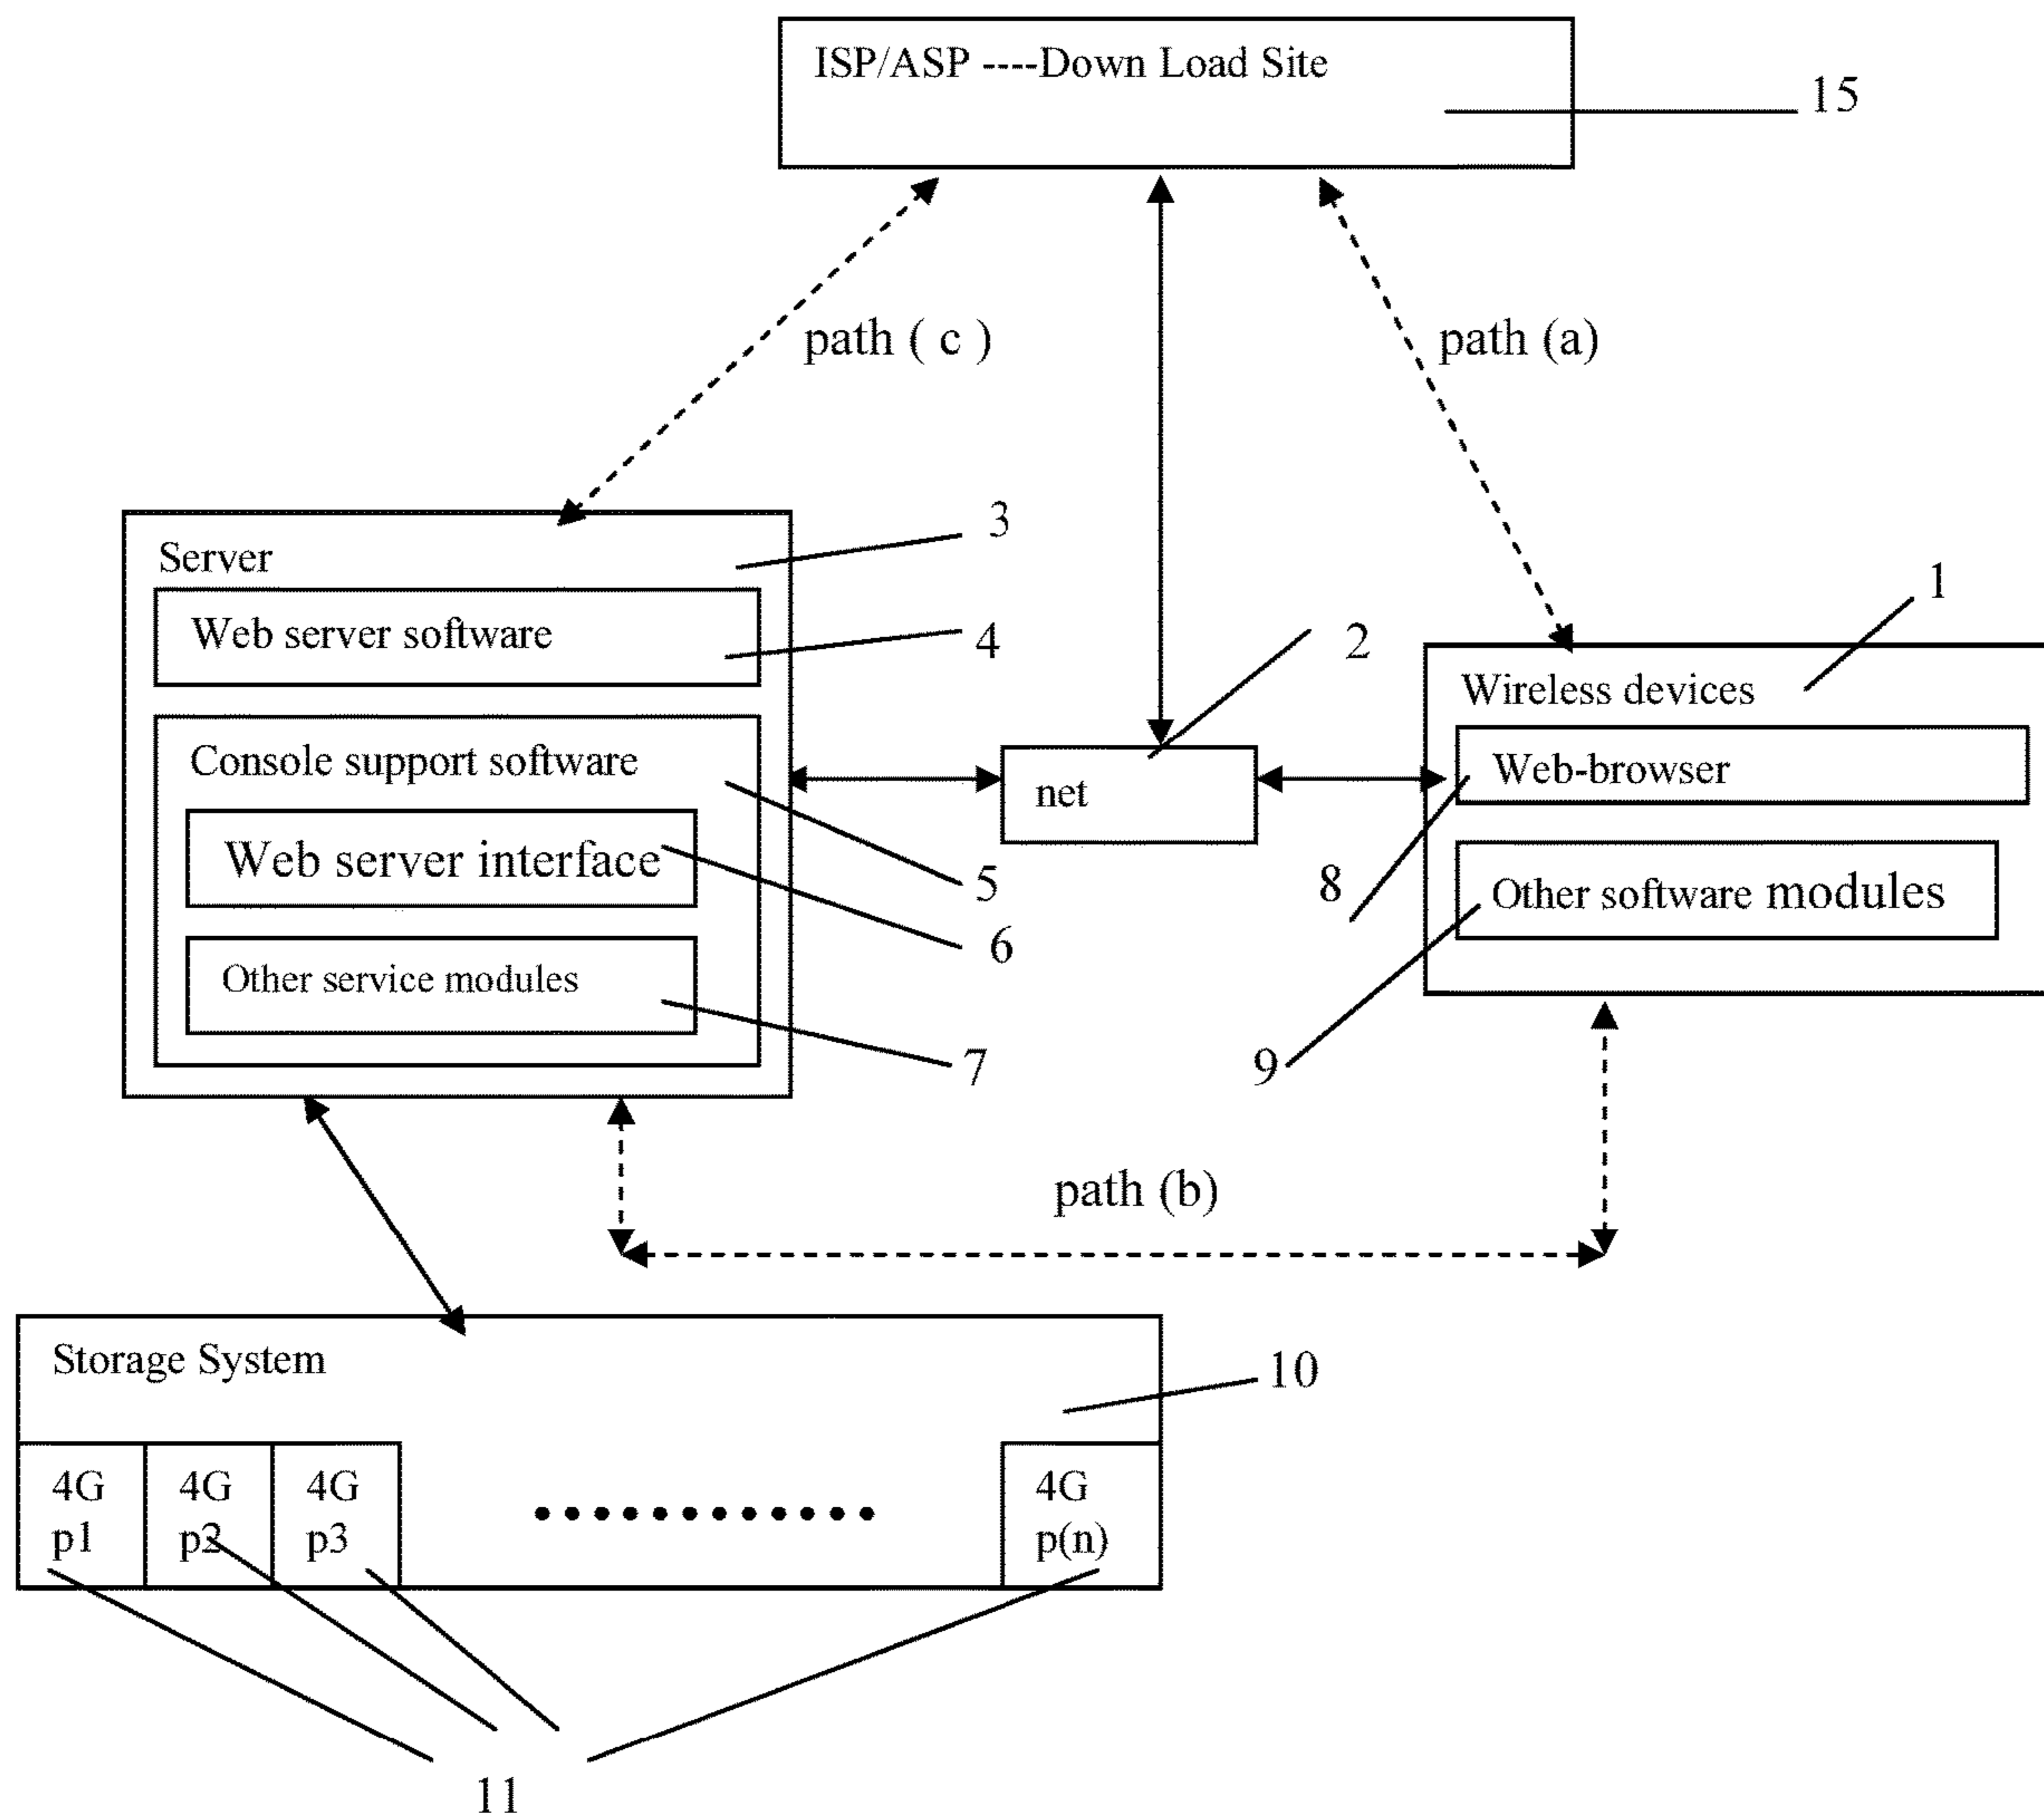 ISP/ASP ----Down Load Site
15
path ( c )
path (a)
3
Server
1
Web server software
4
2
Wireless devices
Console support software
net
Web-browser
Web server interface
5
8
Other software modules
6
Other service modules
7
9
path (b)
Storage System
10
4G
p1
4G
p2
4G
p3
............
4G
p(n)
11